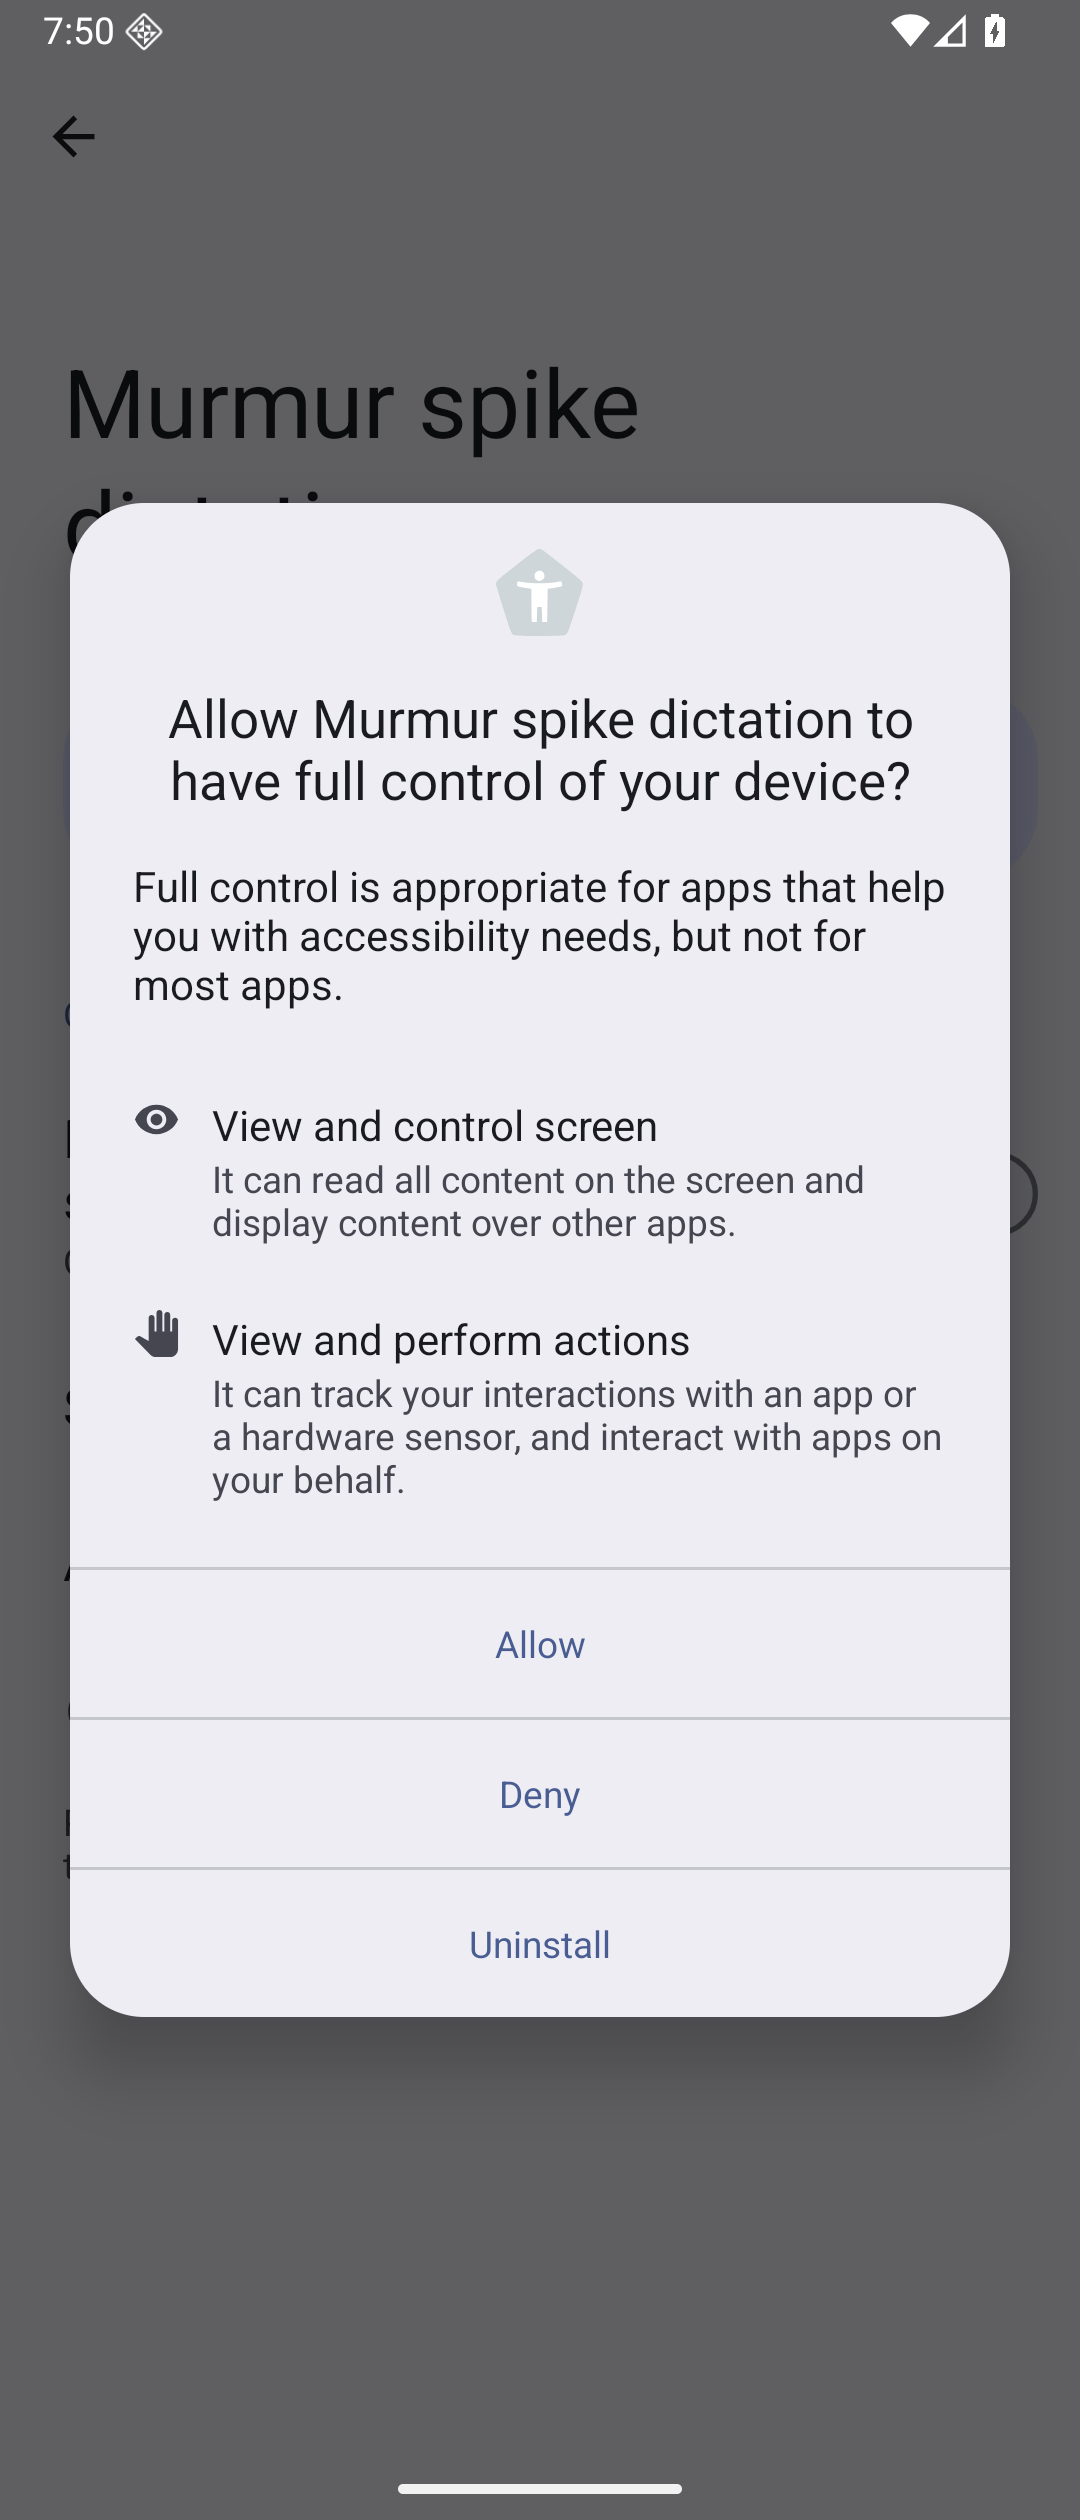 7:50
Murmur spike
Allow Murmur spike dictation to
have full control of your device?
Full control is appropriate for apps that help
you with accessibility needs, but not for
most apps.
View and control screen
It can read all content on the screen and
display content over other apps.
View and perform actions
It can track your interactions with an app or
a hardware sensor, and interact with apps on
your behalf.
Allow
Deny
Uninstall